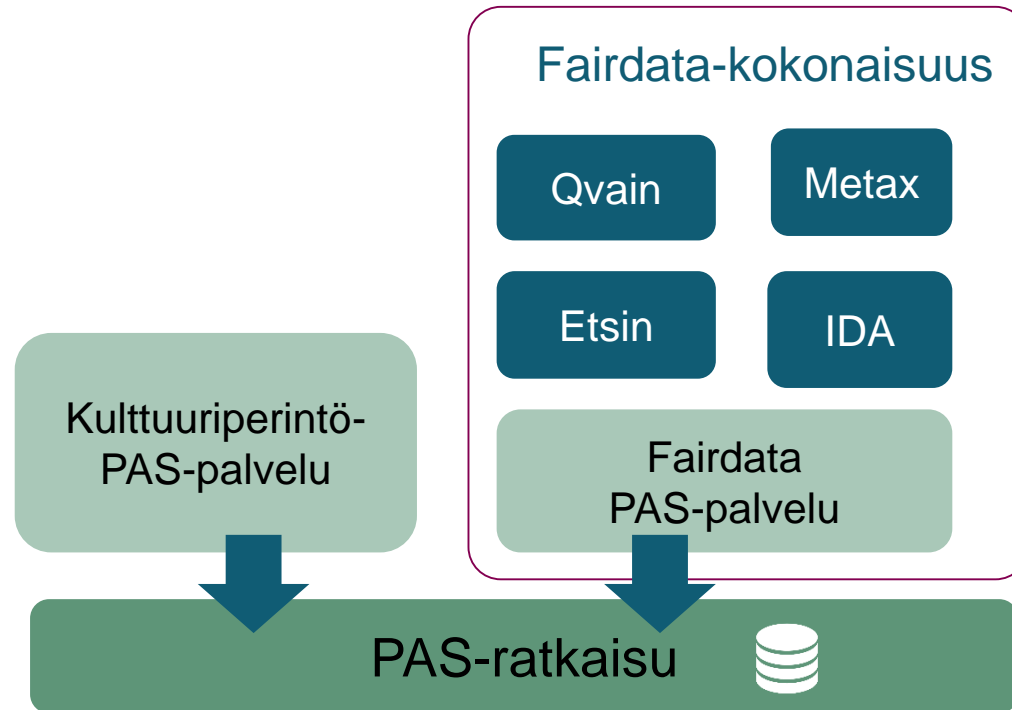 Fairdata-kokonaisuus
Qvain
Metax
Etsin
IDA
Kulttuuriperintö-
PAS-palvelu
Fairdata
PAS-palvelu
PAS-ratkaisu